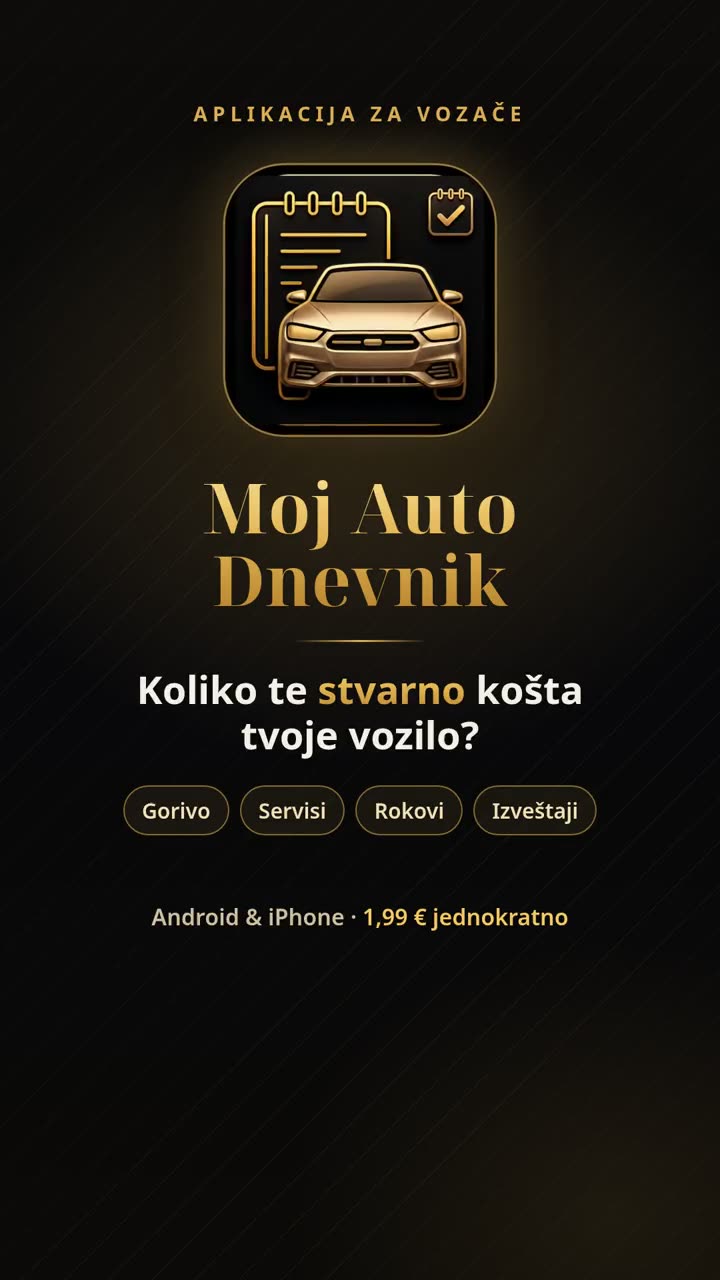 APLIKACIJA ZA VOZAČE
Moj Auto
Dnevnik
Koliko te stvarno košta
tvoje vozilo?
Gorivo Servisi Rokovi Izveštaji
Android & iPhone · 1,99 € jednokratno